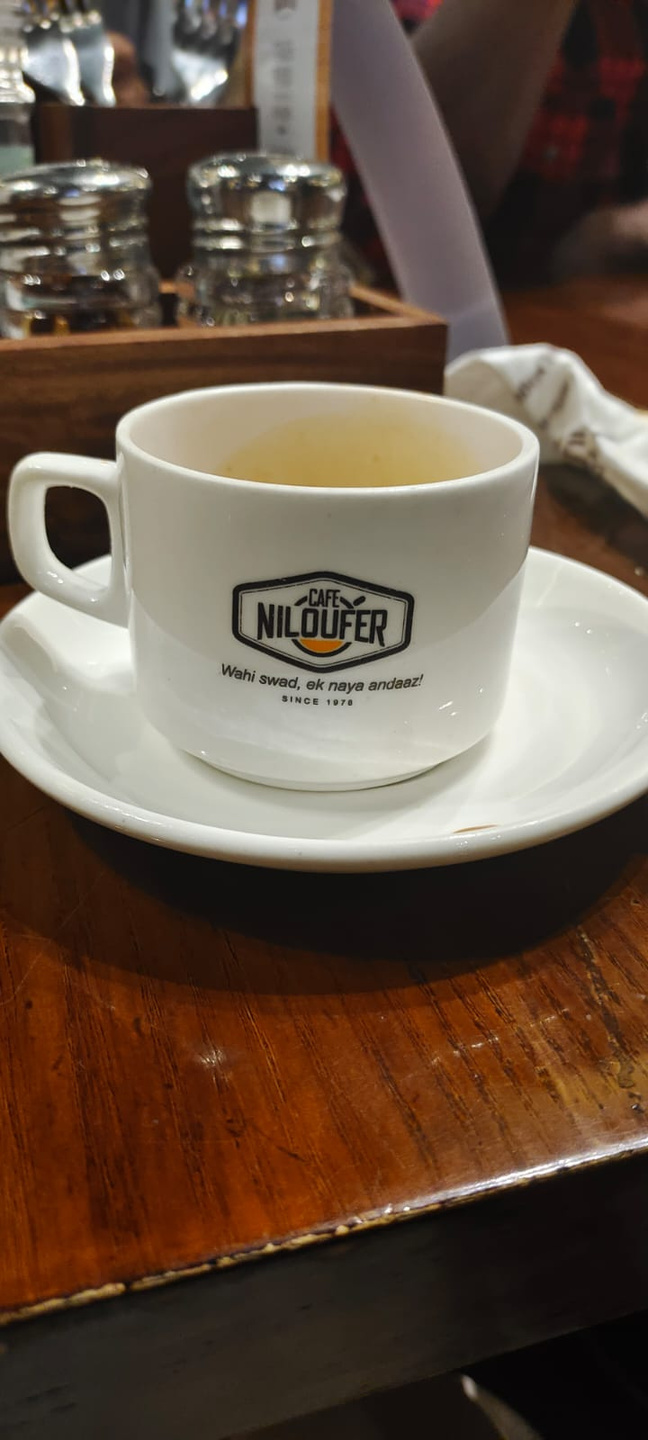 CAFE
NILOUFER
Wahi swad, ek naya andaaz!
SINCE 1978